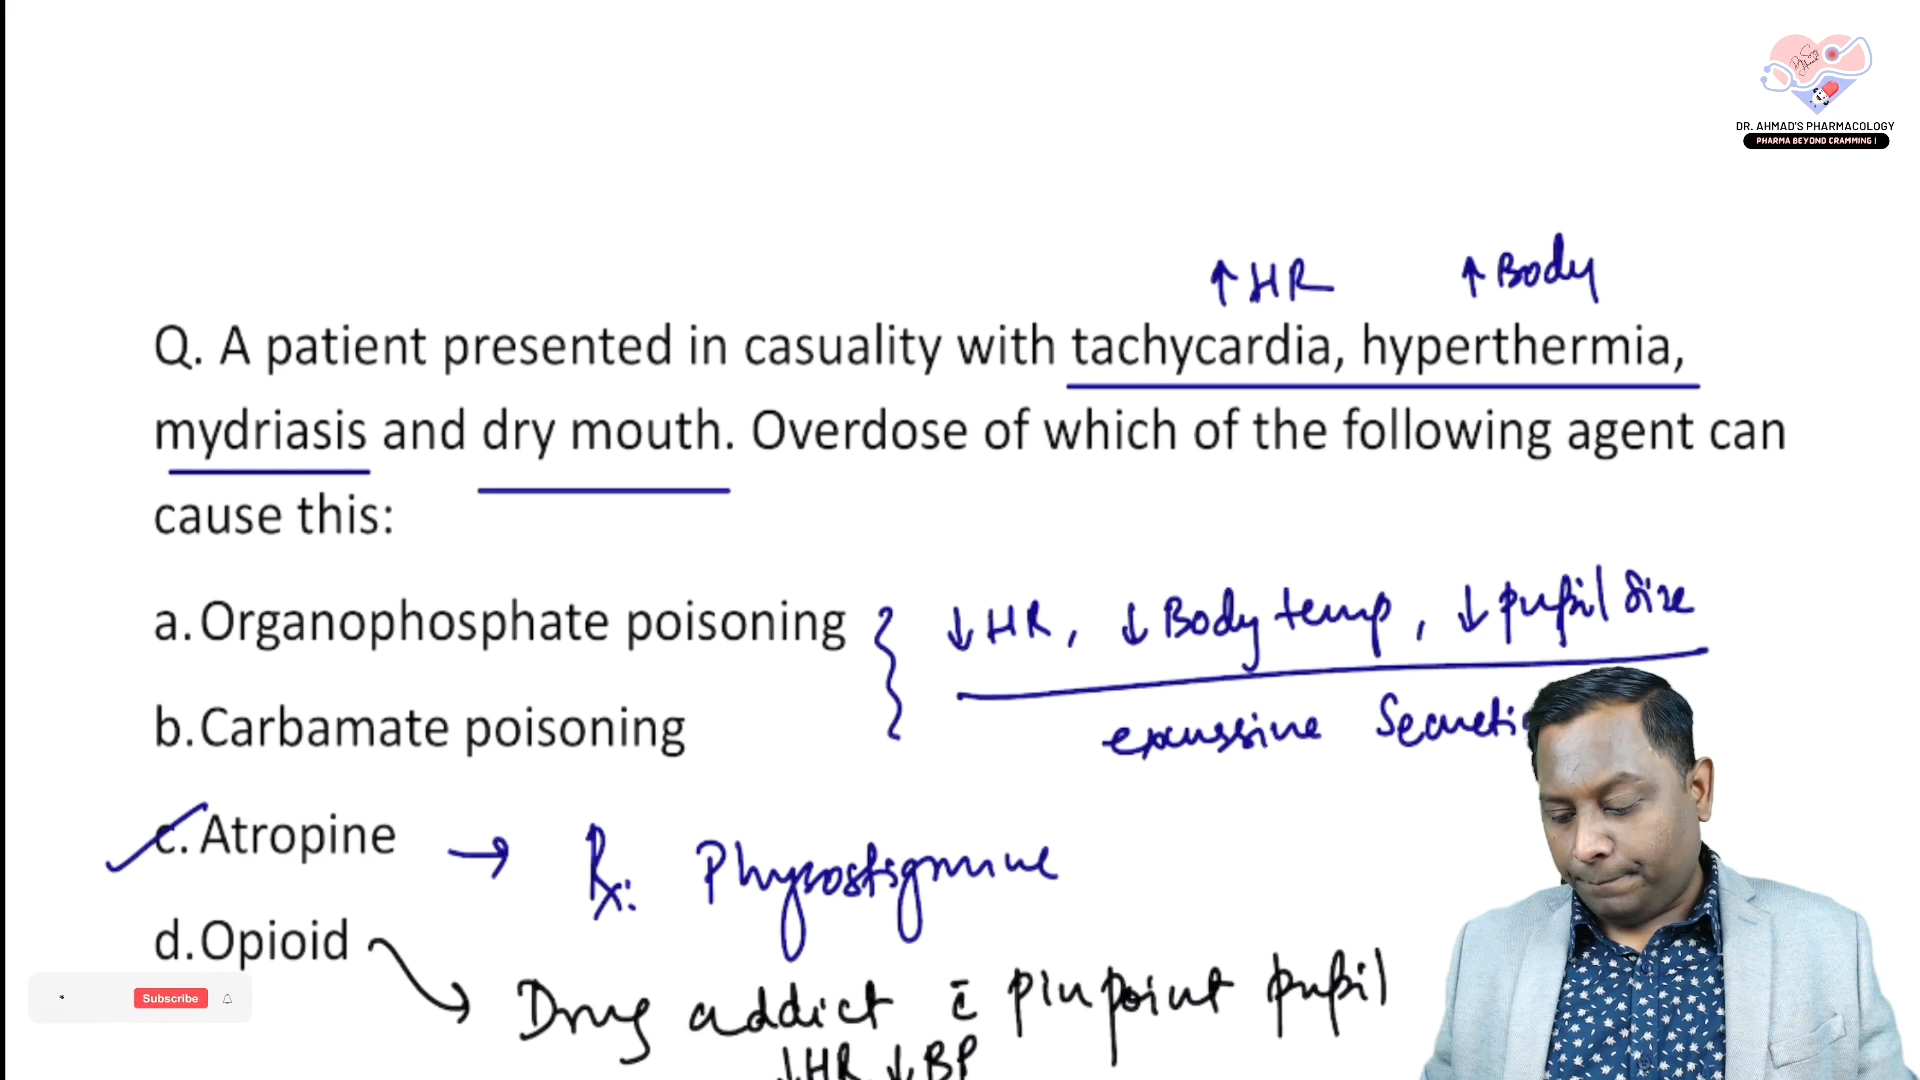 DR. AHMAD'S PHARMACOLOGY
PHARMA BEYOND CRAMMING !
↑ HR ↑ Body
Q. A patient presented in casuality with tachycardia, hyperthermia,
mydriasis and dry mouth. Overdose of which of the following agent can
cause this:
a. Organophosphate poisoning
↓ HR, ↓ Body temp, ↓ pupil size
b. Carbamate poisoning
excessive
c. Atropine → Rx: Physostigmine
d. Opioid
Drug addict c̄ pinpoint pupil
↓HR ↓BP
Subscribe